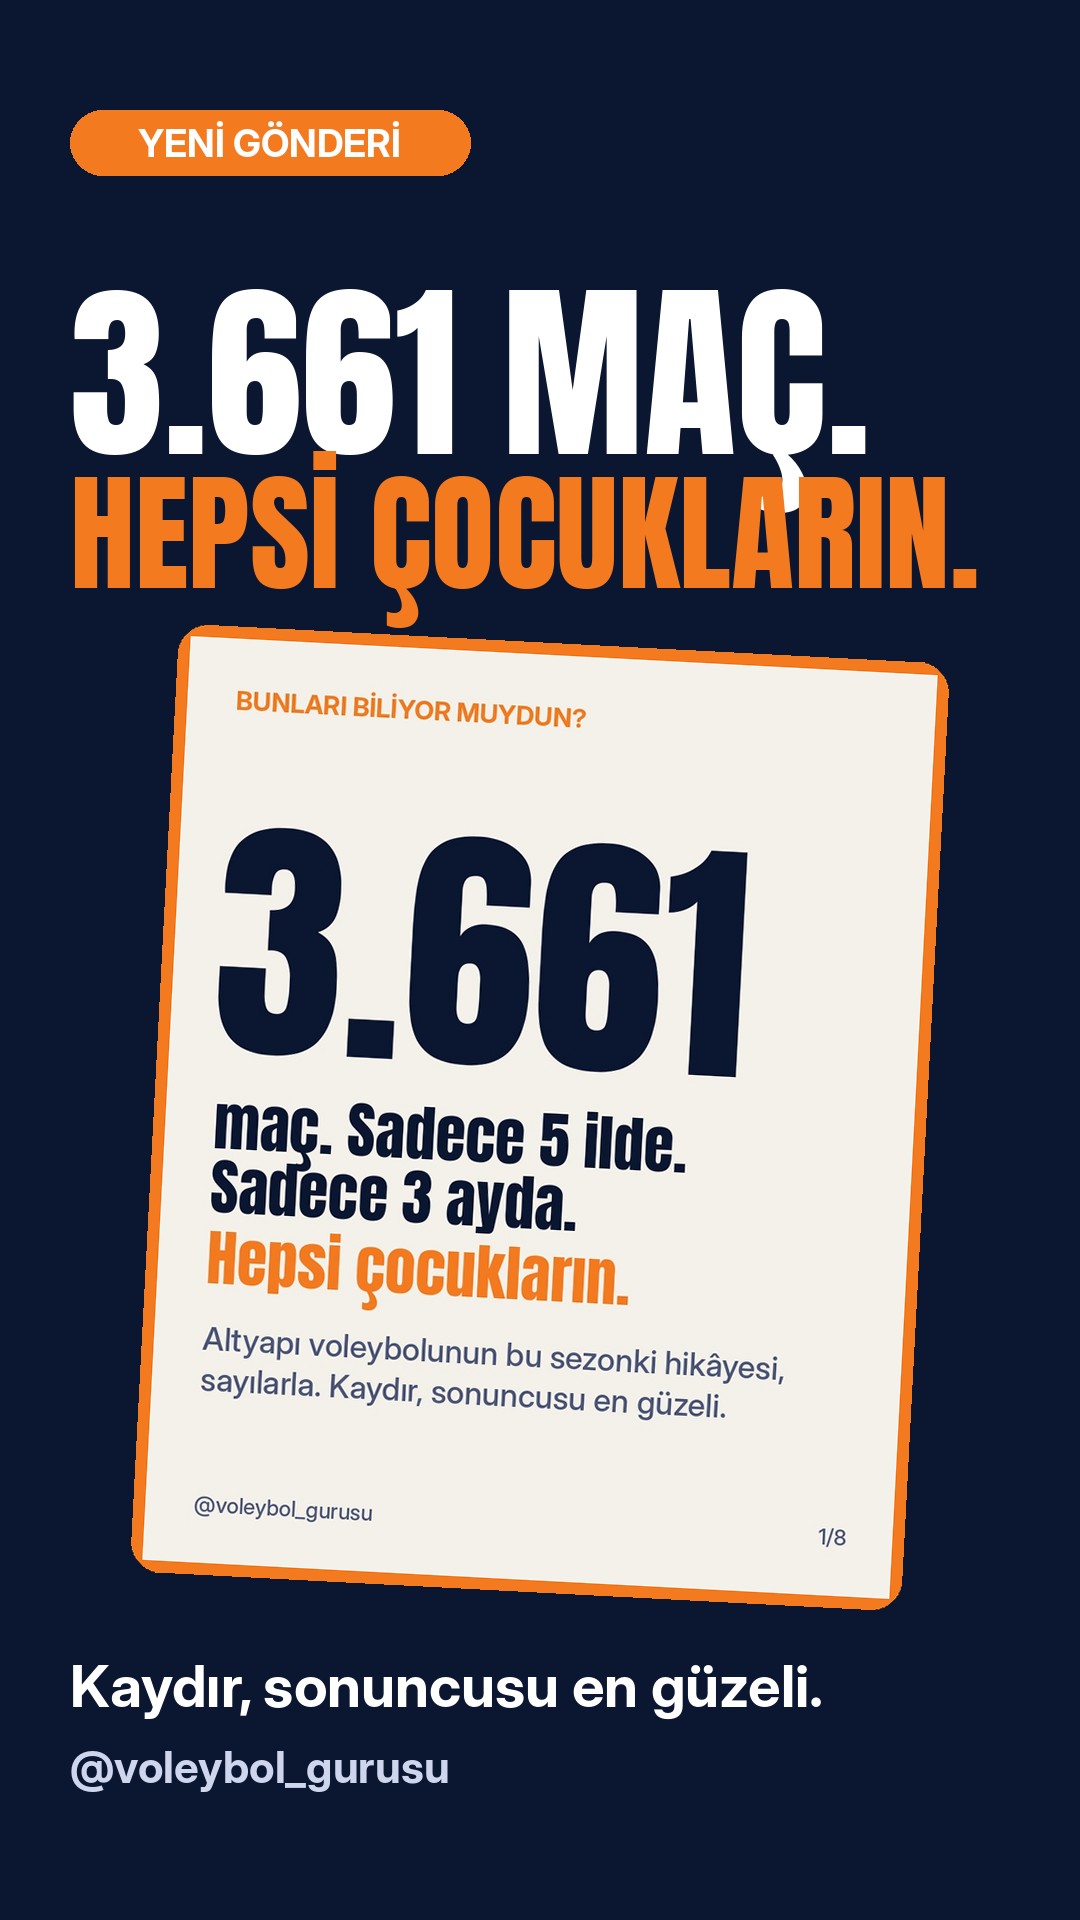 YENİ GÖNDERİ
3.661 MAÇ.
HEPSİ ÇOCUKLARIN.
BUNLARI BİLİYOR MUYDUN?
3.661
maç. Sadece 5 ilde.
Sadece 3 ayda.
Hepsi çocukların.
Altyapı voleybolunun bu sezonki hikâyesi,
sayılarla. Kaydır, sonuncusu en güzeli.
@voleybol_gurusu
1/8
Kaydır, sonuncusu en güzeli.
@voleybol_gurusu